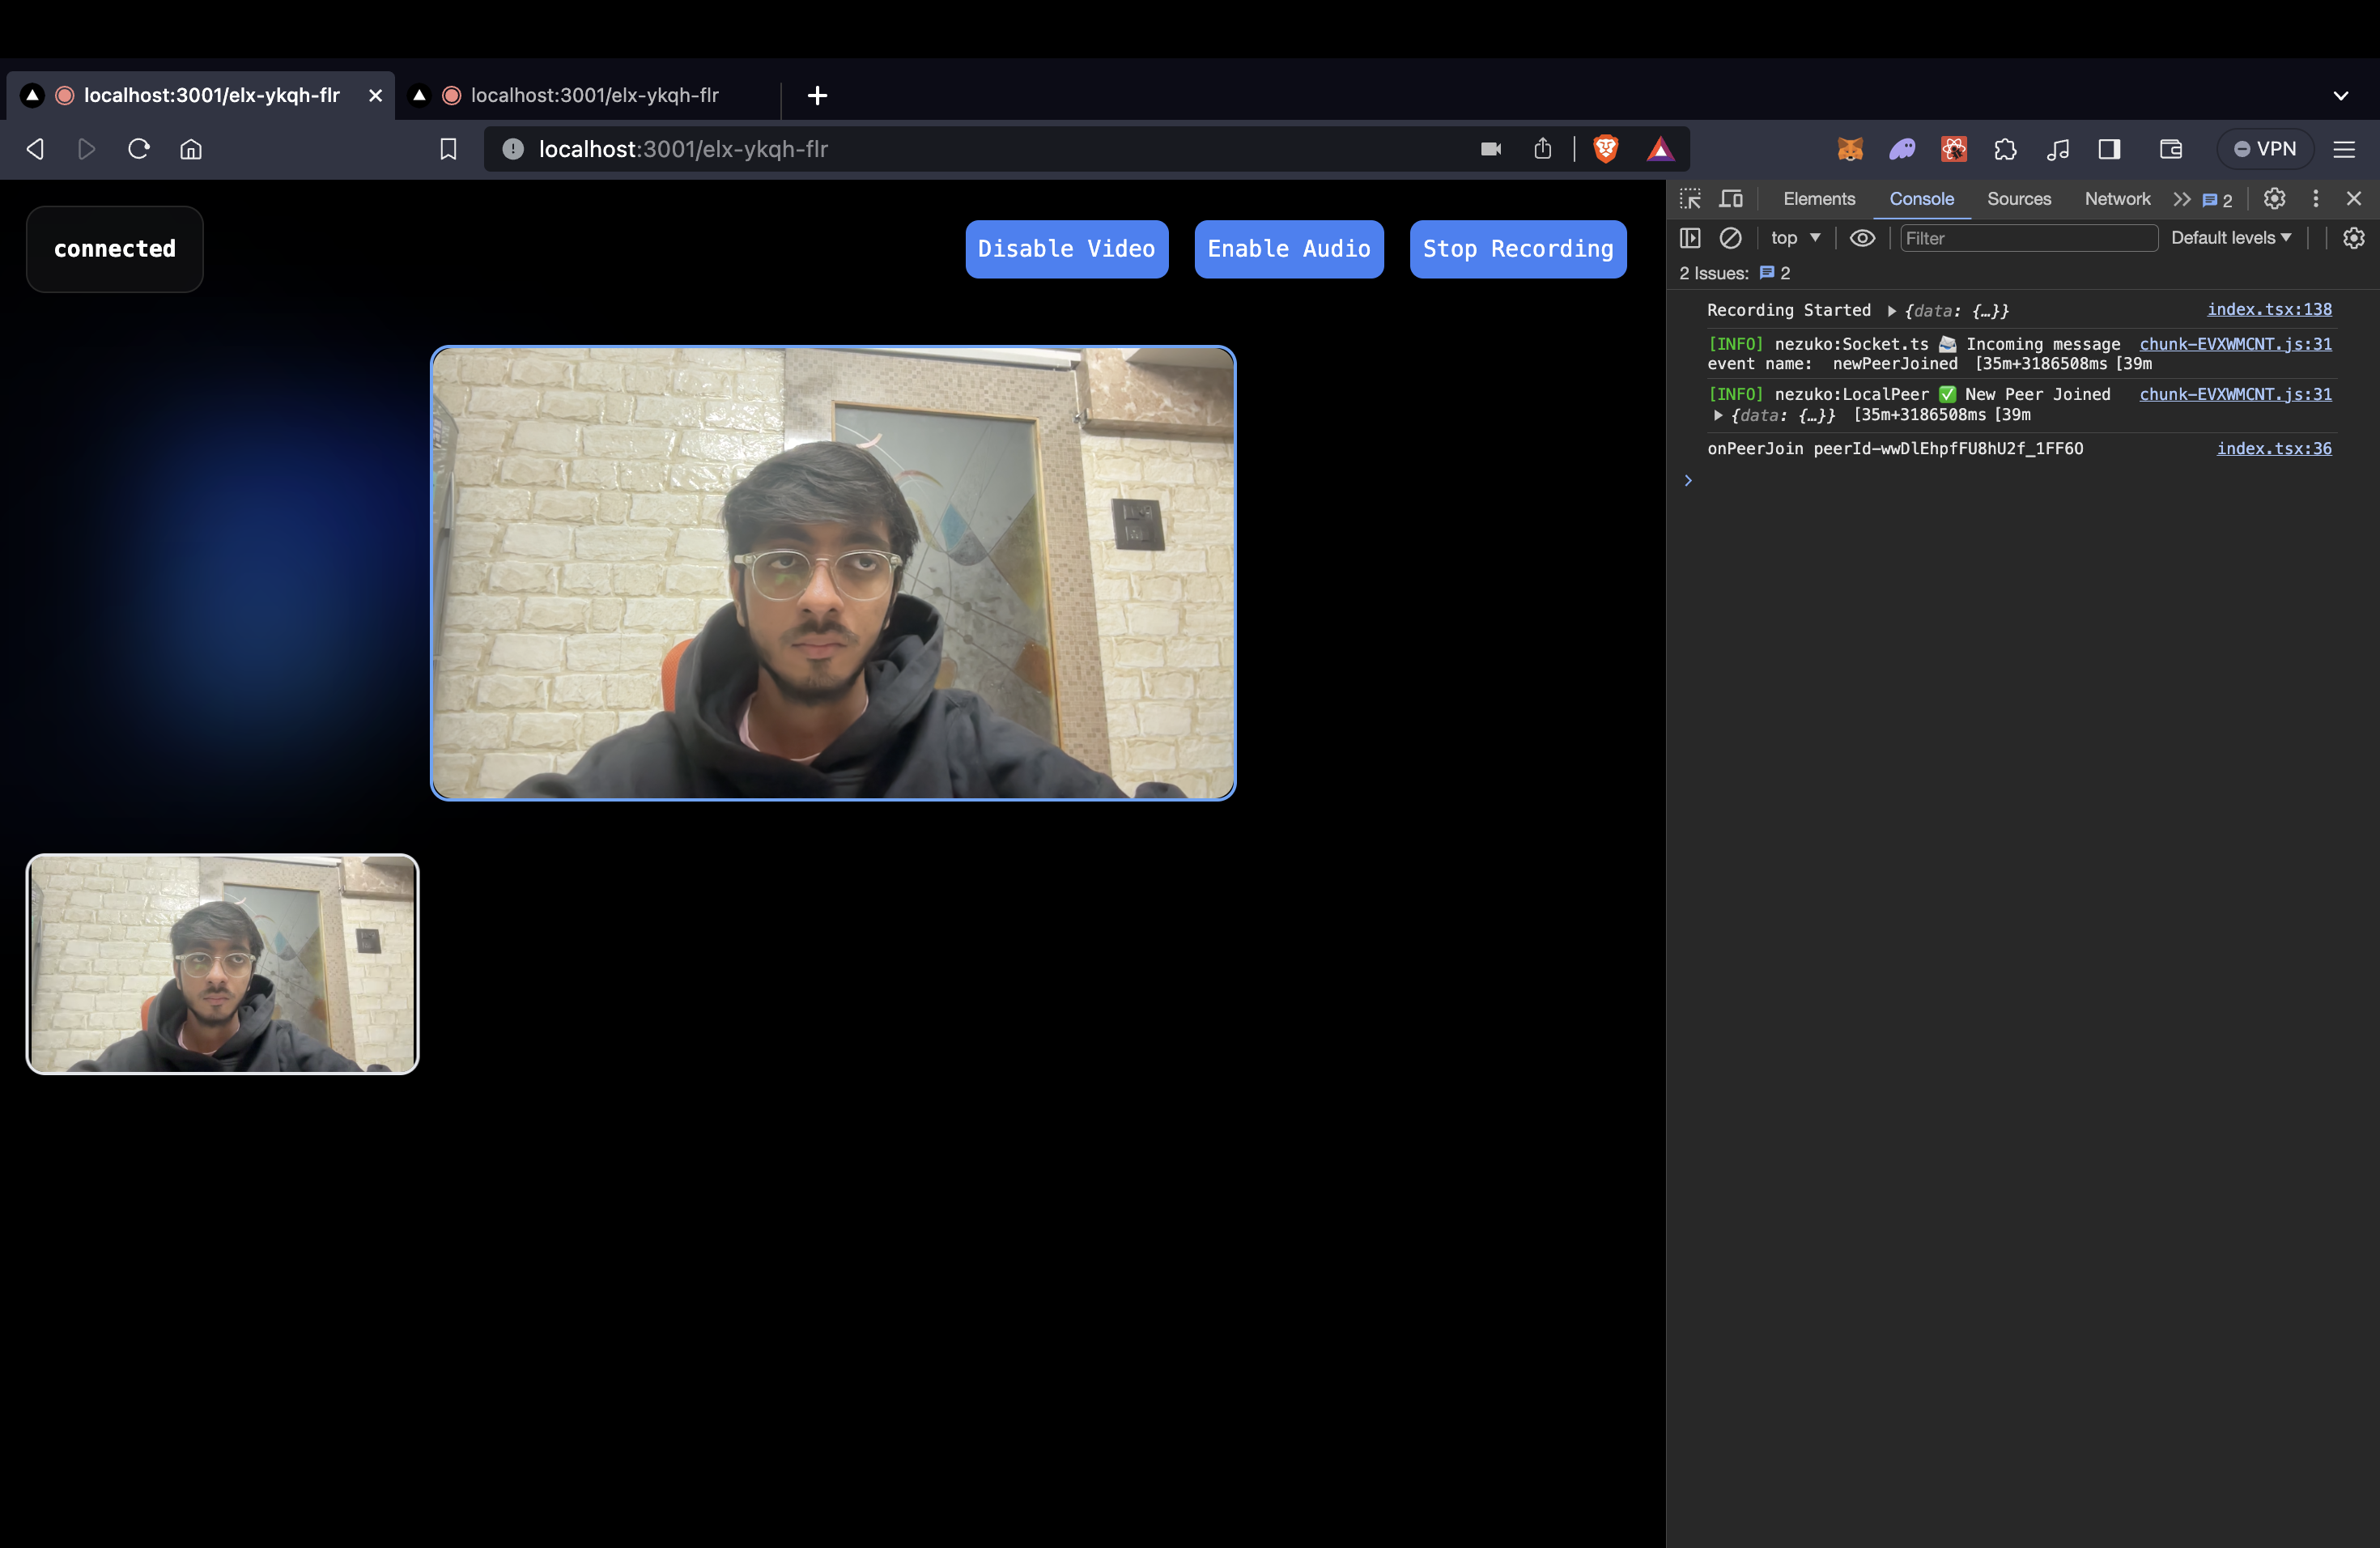 localhost:3001/elx-ykqh-flr
localhost:3001/elx-ykqh-flr
localhost:3001/elx-ykqh-flr
VPN
connected
Disable Video
Enable Audio
Stop Recording
Elements
Console
Sources
Network
2
top
Filter
Default levels
2 Issues:
2
Recording Started {data: {…}}
index.tsx:138
[INFO] nezuko:Socket.ts 📨 Incoming message
chunk-EVXWMCNT.js:31
event name: newPeerJoined [35m+3186508ms [39m
[INFO] nezuko:LocalPeer ✅ New Peer Joined
chunk-EVXWMCNT.js:31
{data: {…}} [35m+3186508ms [39m
onPeerJoin peerId-wwDlEhpfFU8hU2f_1FF6O
index.tsx:36